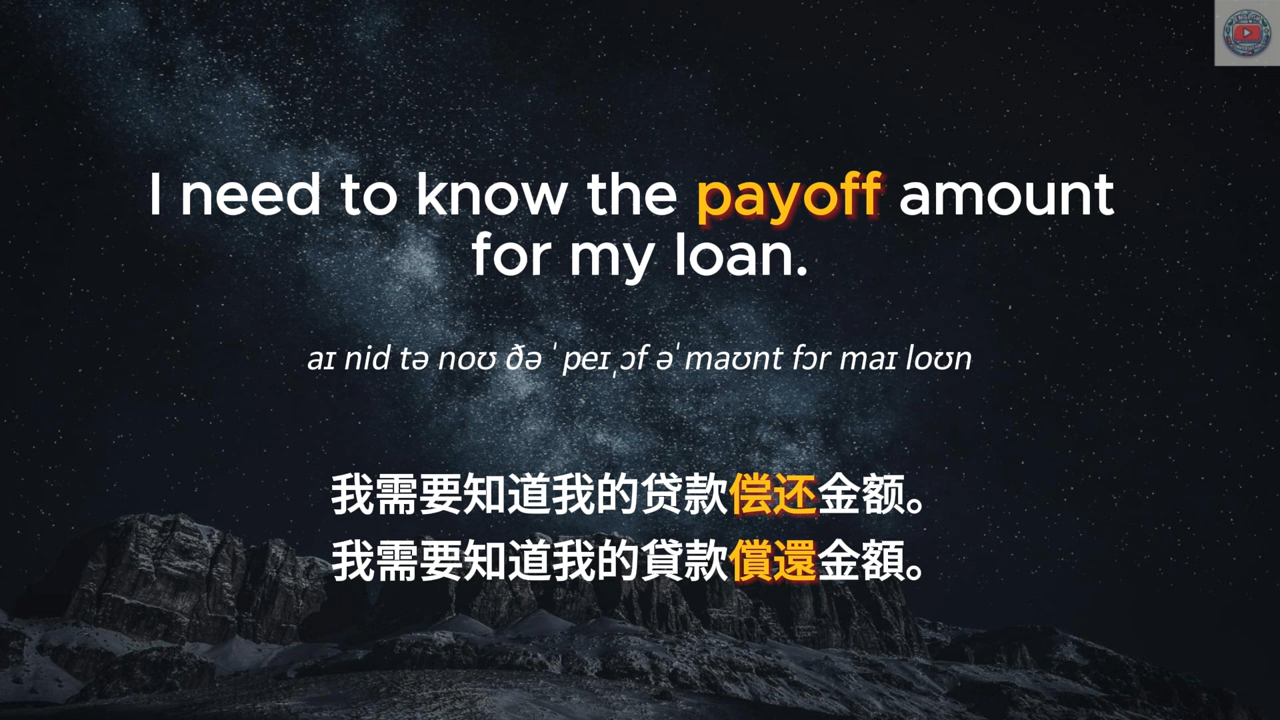 I need to know the payoff amount
for my loan.
aɪ nid tə noʊ ðə ˈpeɪˌɔf əˈmaʊnt fɔr maɪ loʊn
我需要知道我的贷款偿还金额。
我需要知道我的貸款償還金額。